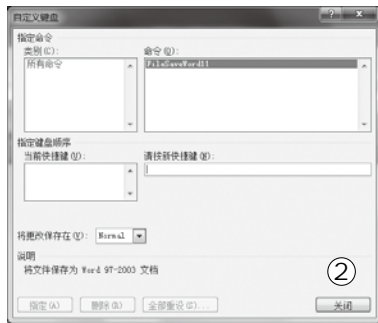 自定义键盘
指定命令
类别(C):
命令(O):
所有命令
FileSaveWord11
指定键盘顺序
当前快捷键(U):
请按新快捷键(N):
将更改保存在(V):
Normal
说明
将文件保存为 Word 97-2003 文档
②
指定(A)
删除(R)
全部重设(S)...
关闭